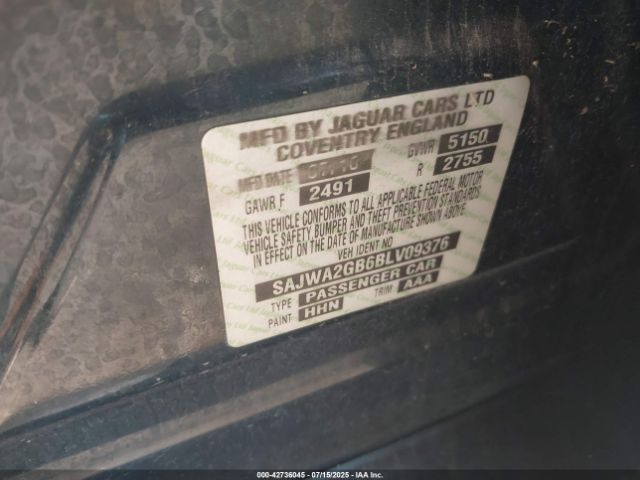 MFD BY JAGUAR CARS LTD
COVENTRY ENGLAND
MFD DATE 07.10 GVWR 5150
GAWR F 2491 R 2755
THIS VEHICLE CONFORMS TO ALL APPLICABLE FEDERAL MOTOR
VEHICLE SAFETY, BUMPER AND THEFT PREVENTION STANDARDS
IN EFFECT ON THE DATE OF MANUFACTURE SHOWN ABOVE.
VEH IDENT NO
SAJWA2GB6BLV09376
TYPE PASSENGER CAR
PAINT HHN TRIM AAA
000-42736045 - 07/15/2025 - IAA Inc.